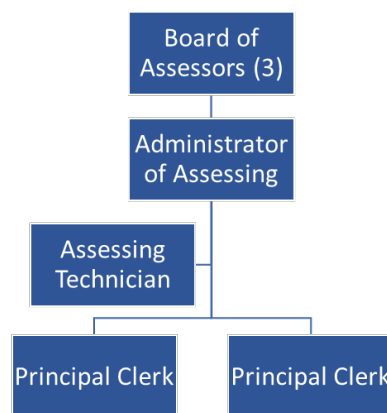 Board of
Assessors (3)
Administrator
of Assessing
Assessing
Technician
Principal Clerk
Principal Clerk